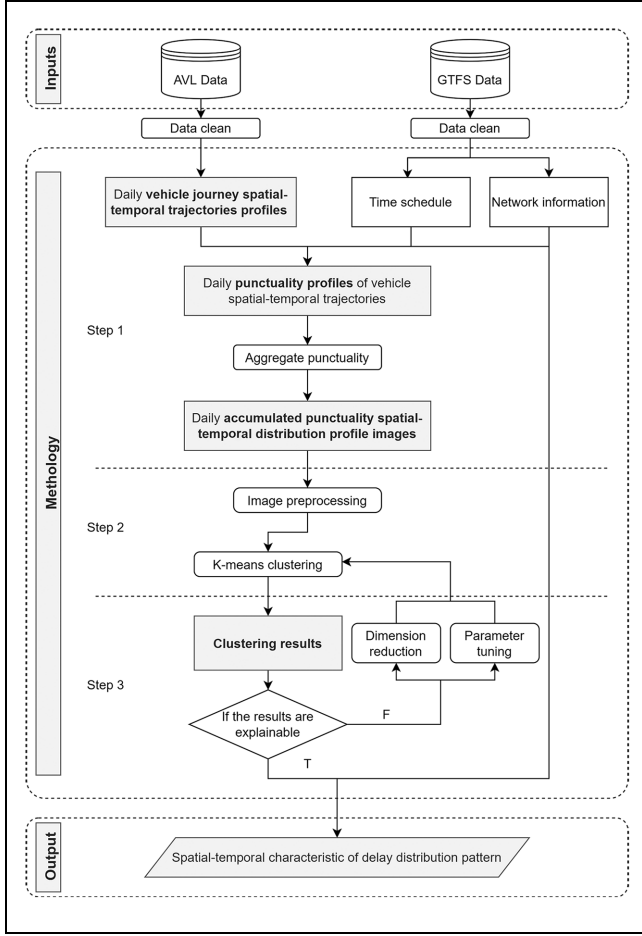 Inputs
AVL Data
GTFS Data
Data clean
Data clean
Methology
Daily vehicle journey spatial-
temporal trajectories profiles
Time schedule
Network information
Daily punctuality profiles of vehicle
spatial-temporal trajectories
Step 1
Aggregate punctuality
Daily accumulated punctuality spatial-
temporal distribution profile images
Image preprocessing
Step 2
K-means clustering
Clustering results
Dimension
reduction
Parameter
tuning
Step 3
If the results are
explainable
F
T
Output
Spatial-temporal characteristic of delay distribution pattern